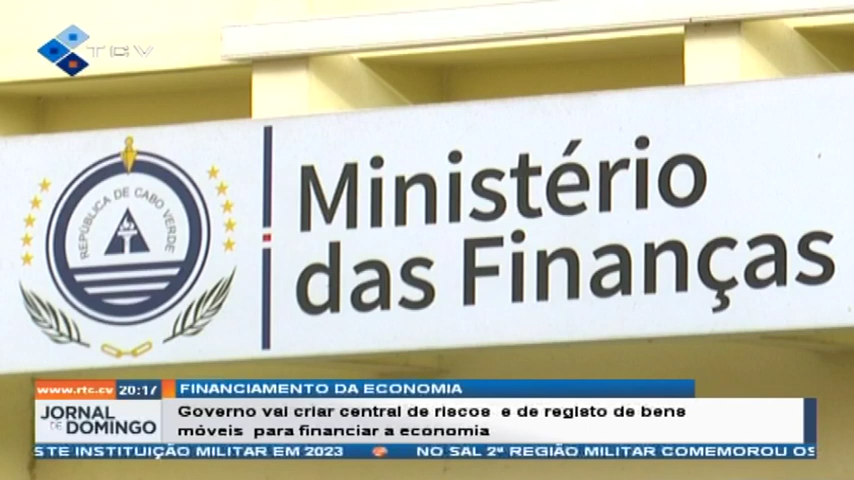 TCV
REPÚBLICA DE CABO VERDE
Ministério
das Finanças
www.rtc.cv 20:17 FINANCIAMENTO DA ECONOMIA
JORNAL
DE DOMINGO
Governo vai criar central de riscos e de registo de bens
móveis para financiar a economia
STE INSTITUIÇÃO MILITAR EM 2023 NO SAL 2ª REGIÃO MILITAR COMEMOROU OS